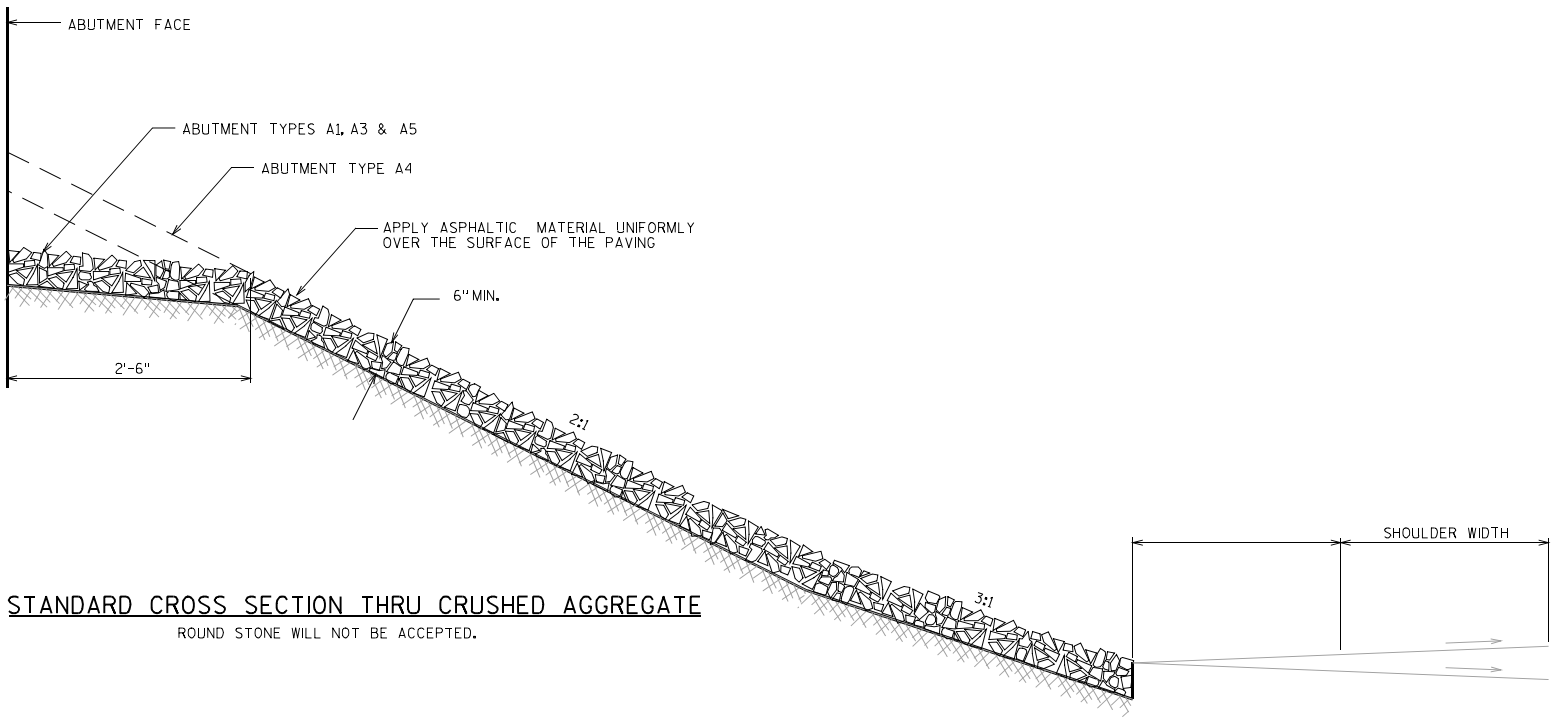 ABUTMENT FACE
ABUTMENT TYPES A1, A3 & A5
ABUTMENT TYPE A4
APPLY ASPHALTIC MATERIAL UNIFORMLY
OVER THE SURFACE OF THE PAVING
6" MIN.
2'-6"
2:1
SHOULDER WIDTH
3:1
STANDARD CROSS SECTION THRU CRUSHED AGGREGATE
ROUND STONE WILL NOT BE ACCEPTED.